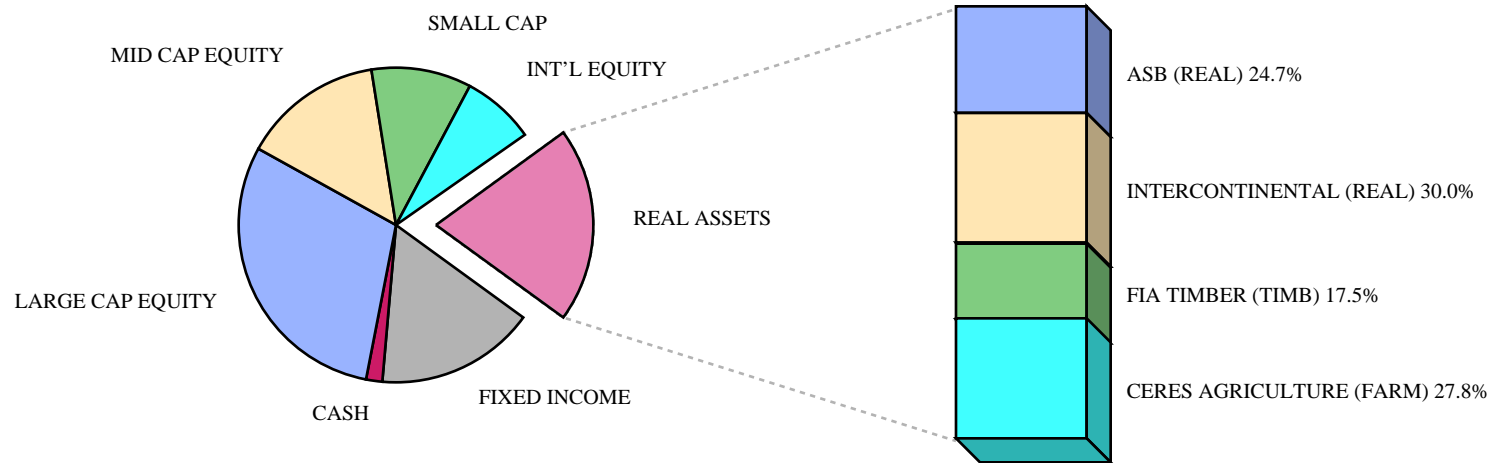 SMALL CAP
MID CAP EQUITY
INT'L EQUITY
REAL ASSETS
LARGE CAP EQUITY
FIXED INCOME
CASH
ASB (REAL) 24.7%
INTERCONTINENTAL (REAL) 30.0%
FIA TIMBER (TIMB) 17.5%
CERES AGRICULTURE (FARM) 27.8%